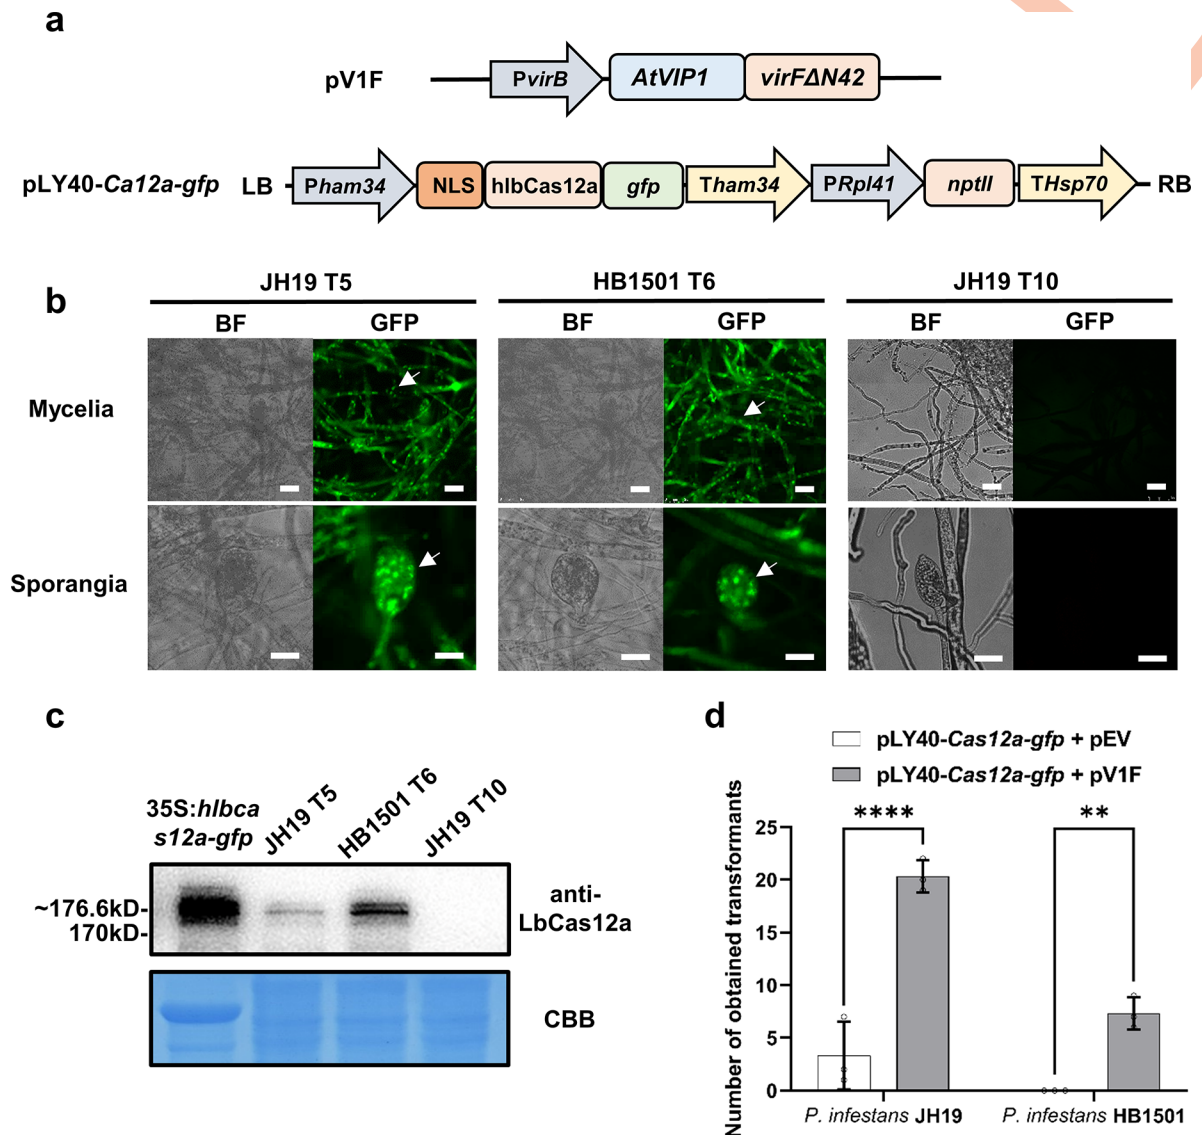 a
pV1F PvirB AtVIP1 virFΔN42
pLY40-Ca12a-gfp LB Pham34 NLS hlbCas12a gfp Tham34 PRpl41 nptII THsp70 RB
b
JH19 T5 HB1501 T6 JH19 T10
BF GFP BF GFP BF GFP
Mycelia
Sporangia
c
35S:hlbca
s12a-gfp
JH19 T5
HB1501 T6
JH19 T10
~176.6kD-
170kD-
anti-
LbCas12a
CBB
d
pLY40-Cas12a-gfp + pEV
pLY40-Cas12a-gfp + pV1F
Number of obtained transformants
25
20
15
10
5
0
**** **
P. infestans JH19 P. infestans HB1501